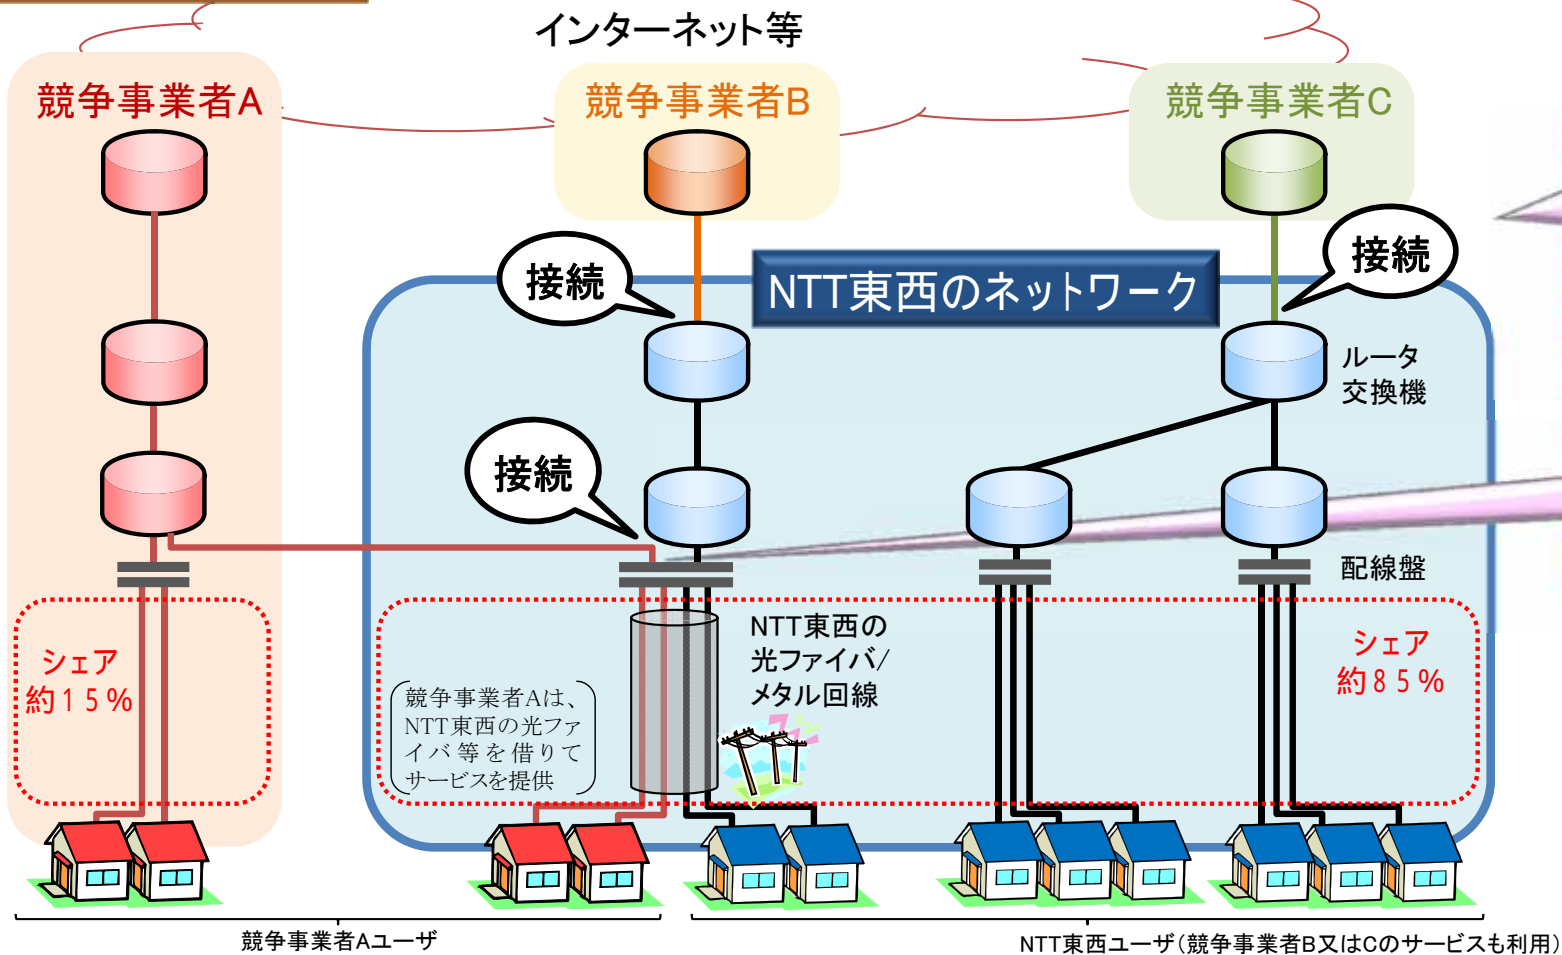 インターネット等
競争事業者A
競争事業者B
競争事業者C
接続
NTT東西のネットワーク
接続
ルータ
交換機
接続
配線盤
NTT東西の
光ファイバ/
メタル回線
シェア
約15%
競争事業者Aは、
NTT東西の光ファ
イバ等を借りて
サービスを提供
シェア
約85%
競争事業者Aユーザ
NTT東西ユーザ(競争事業者B又はCのサービスも利用)